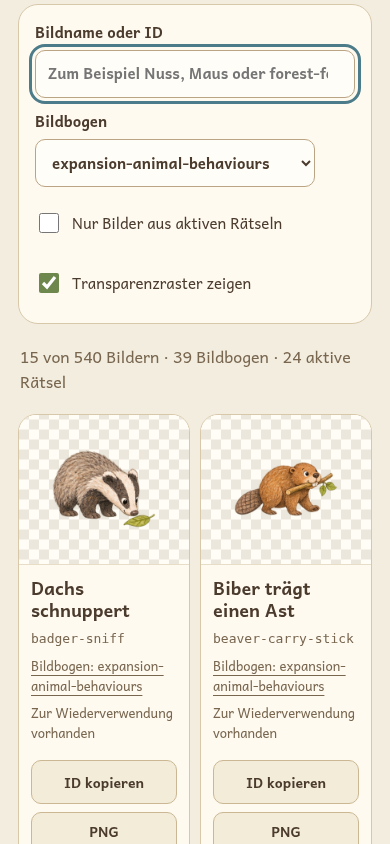 Bildname oder ID
Zum Beispiel Nuss, Maus oder forest-f
Bildbogen
expansion-animal-behaviours
Nur Bilder aus aktiven Rätseln
Transparenzraster zeigen
15 von 540 Bildern · 39 Bildbogen · 24 aktive
Rätsel
Dachs
schnuppert
badger-sniff
Bildbogen: expansion-
animal-behaviours
Zur Wiederverwendung
vorhanden
ID kopieren
PNG
Biber trägt
einen Ast
beaver-carry-stick
Bildbogen: expansion-
animal-behaviours
Zur Wiederverwendung
vorhanden
ID kopieren
PNG